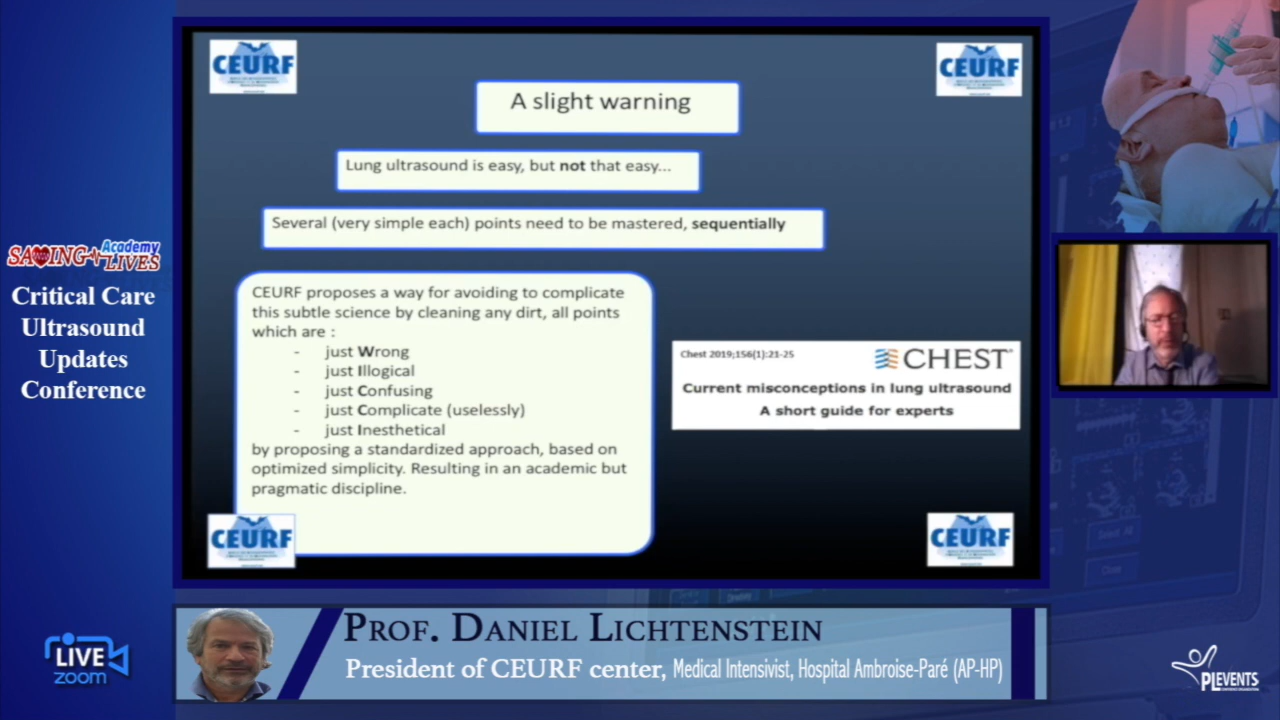 CEURF
CEURF
A slight warning
Lung ultrasound is easy, but not that easy...
Several (very simple each) points need to be mastered, sequentially
CEURF proposes a way for avoiding to complicate
this subtle science by cleaning any dirt, all points
which are :
- just Wrong
- just Illogical
- just Confusing
- just Complicate (uselessly)
- just Inesthetical
by proposing a standardized approach, based on
optimized simplicity. Resulting in an academic but
pragmatic discipline.
Chest 2019;156(1):21-25
CHEST
Current misconceptions in lung ultrasound
A short guide for experts
CEURF
CEURF
SAVING LIVES Academy
Critical Care
Ultrasound
Updates
Conference
LIVE
zoom
PROF. DANIEL LICHTENSTEIN
President of CEURF center, Medical Intensivist, Hospital Ambroise-Paré (AP-HP)
PLEVENTS